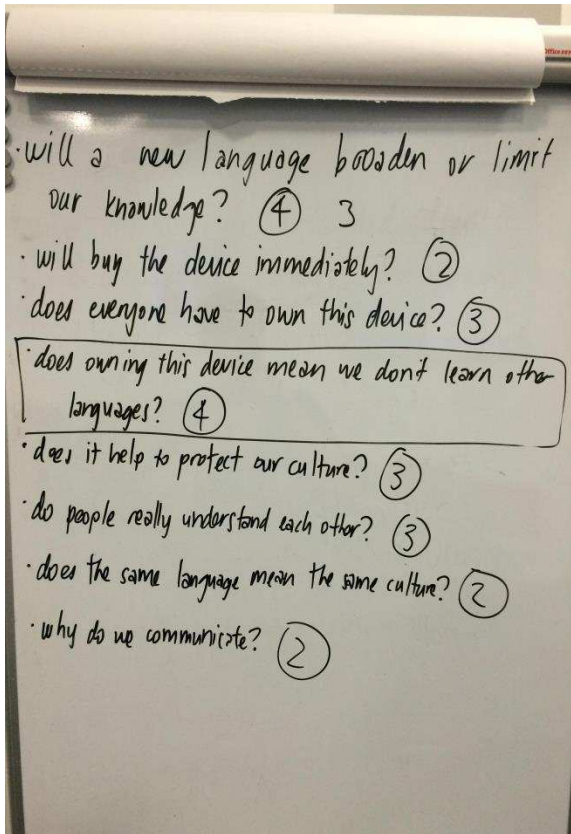 · will a new language broaden or limit
our knowledge? ④ 3
· will buy the device immediately? ②
· does everyone have to own this device? ③
· does owning this device mean we don't learn other
languages? ④
· does it help to protect our culture? ③
· do people really understand each other? ③
· does the same language mean the same culture? ②
· why do we communicate? ②